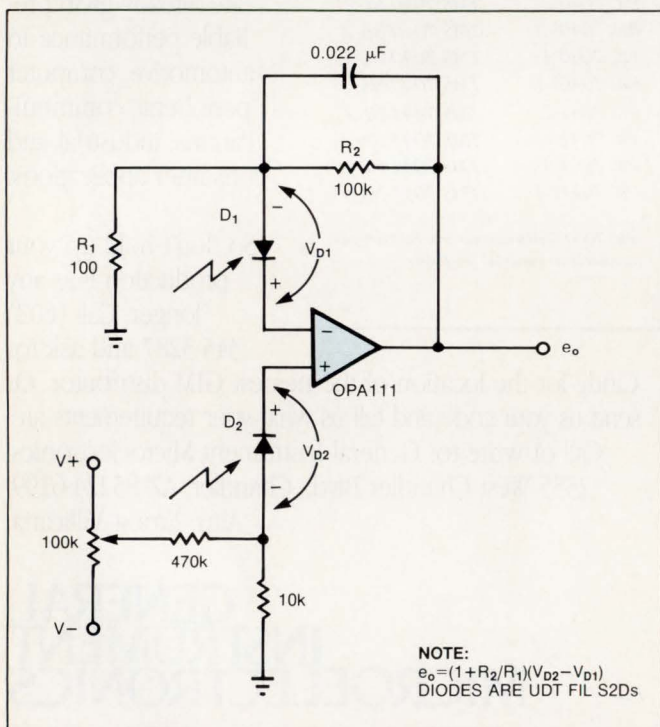 0.022 μF
R2
100k
D1
−
R1
100
VD1
+
−
+
OPA111
eo
+
D2
VD2
V+
−
100k
470k
10k
V−
NOTE:
eo=(1+R2/R1)(VD2−VD1)
DIODES ARE UDT FIL S2Ds